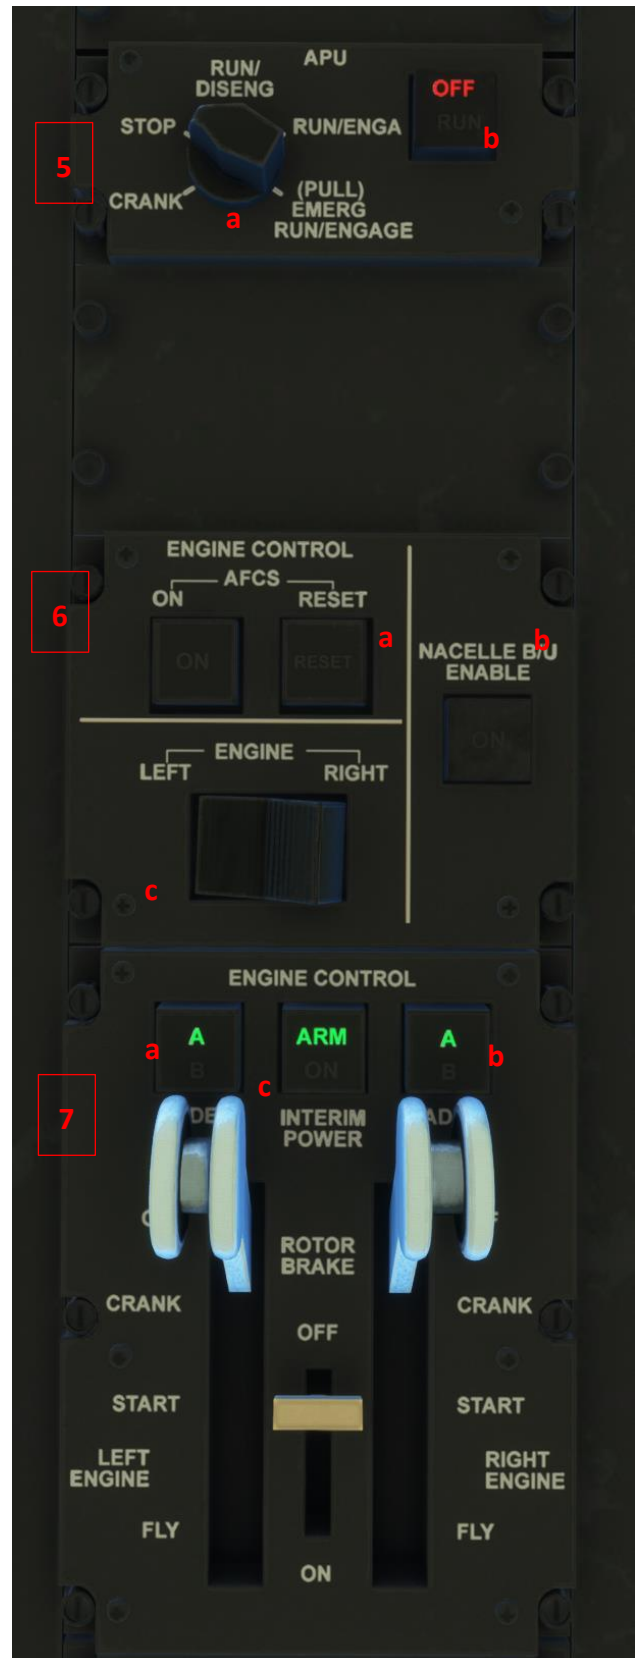 APU
RUN/
DISENG
OFF
RUN
STOP
RUN/ENGA
b
5
CRANK
a
(PULL)
EMERG
RUN/ENGAGE
ENGINE CONTROL
AFCS
6
ON
RESET
ON
RESET
a
b
NACELLE B/U
ENABLE
ON
ENGINE
LEFT
RIGHT
c
ENGINE CONTROL
a
A
B
ARM
ON
A
B
b
c
7
INTERIM
POWER
ROTOR
BRAKE
OFF
CRANK
CRANK
START
START
LEFT
ENGINE
RIGHT
ENGINE
FLY
FLY
ON